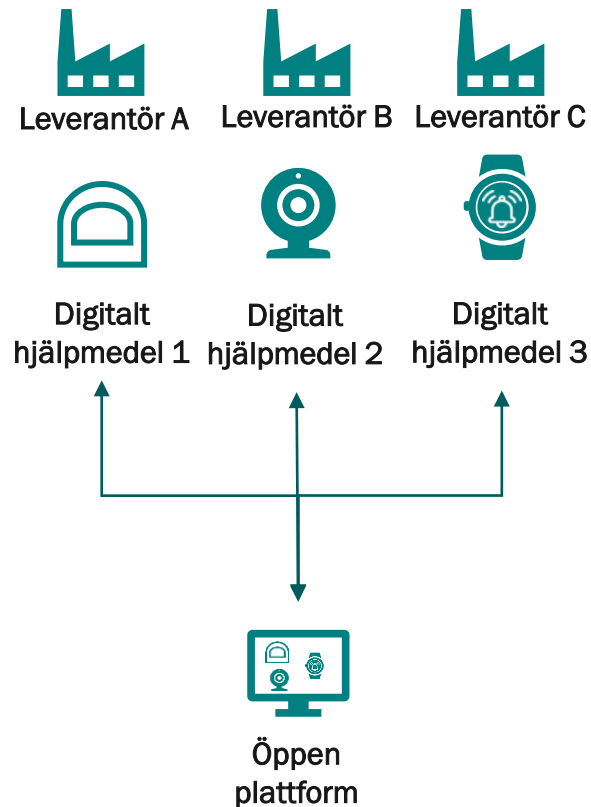 Leverantör A
Leverantör B
Leverantör C
Digitalt
hjälpmedel 1
Digitalt
hjälpmedel 2
Digitalt
hjälpmedel 3
Öppen
plattform